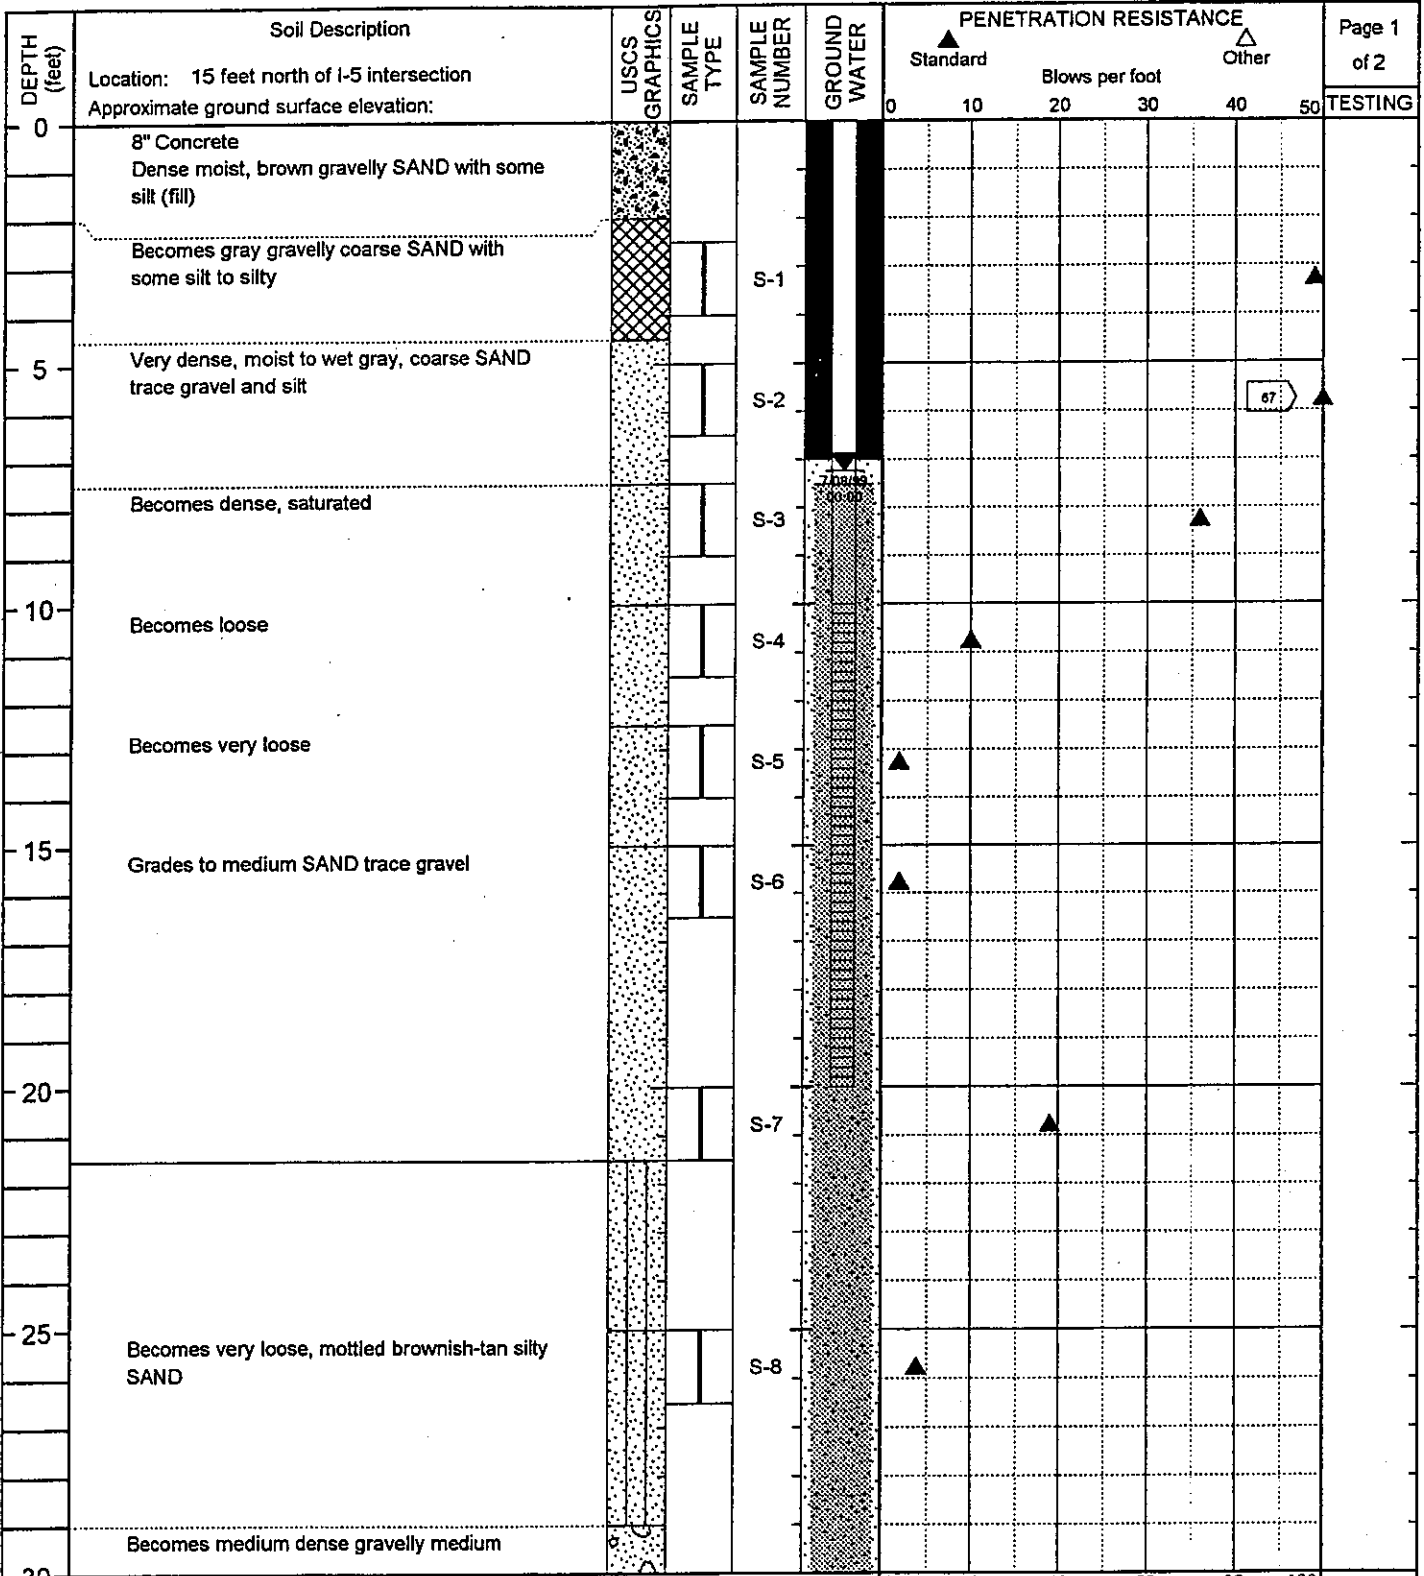 DEPTH (feet)
Soil Description
Location: 15 feet north of I-5 intersection
Approximate ground surface elevation:
USCS GRAPHICS
SAMPLE TYPE
SAMPLE NUMBER
GROUND WATER
PENETRATION RESISTANCE
Standard
Other
Blows per foot
0 10 20 30 40 50
Page 1
of 2
TESTING
0
8" Concrete
Dense moist, brown gravelly SAND with some
silt (fill)
Becomes gray gravelly coarse SAND with
some silt to silty
S-1
5
Very dense, moist to wet gray, coarse SAND
trace gravel and silt
S-2
67
7/08/99
00:00
Becomes dense, saturated
S-3
10
Becomes loose
S-4
Becomes very loose
S-5
15
Grades to medium SAND trace gravel
S-6
20
S-7
25
Becomes very loose, mottled brownish-tan silty
SAND
S-8
Becomes medium dense gravelly medium